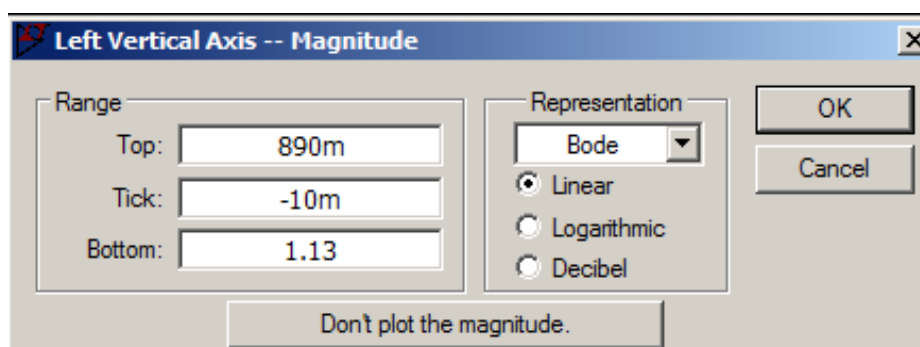 Left Vertical Axis -- Magnitude
Range
Top: 890m
Tick: -10m
Bottom: 1.13
Representation
Bode
Linear
Logarithmic
Decibel
OK
Cancel
Don't plot the magnitude.